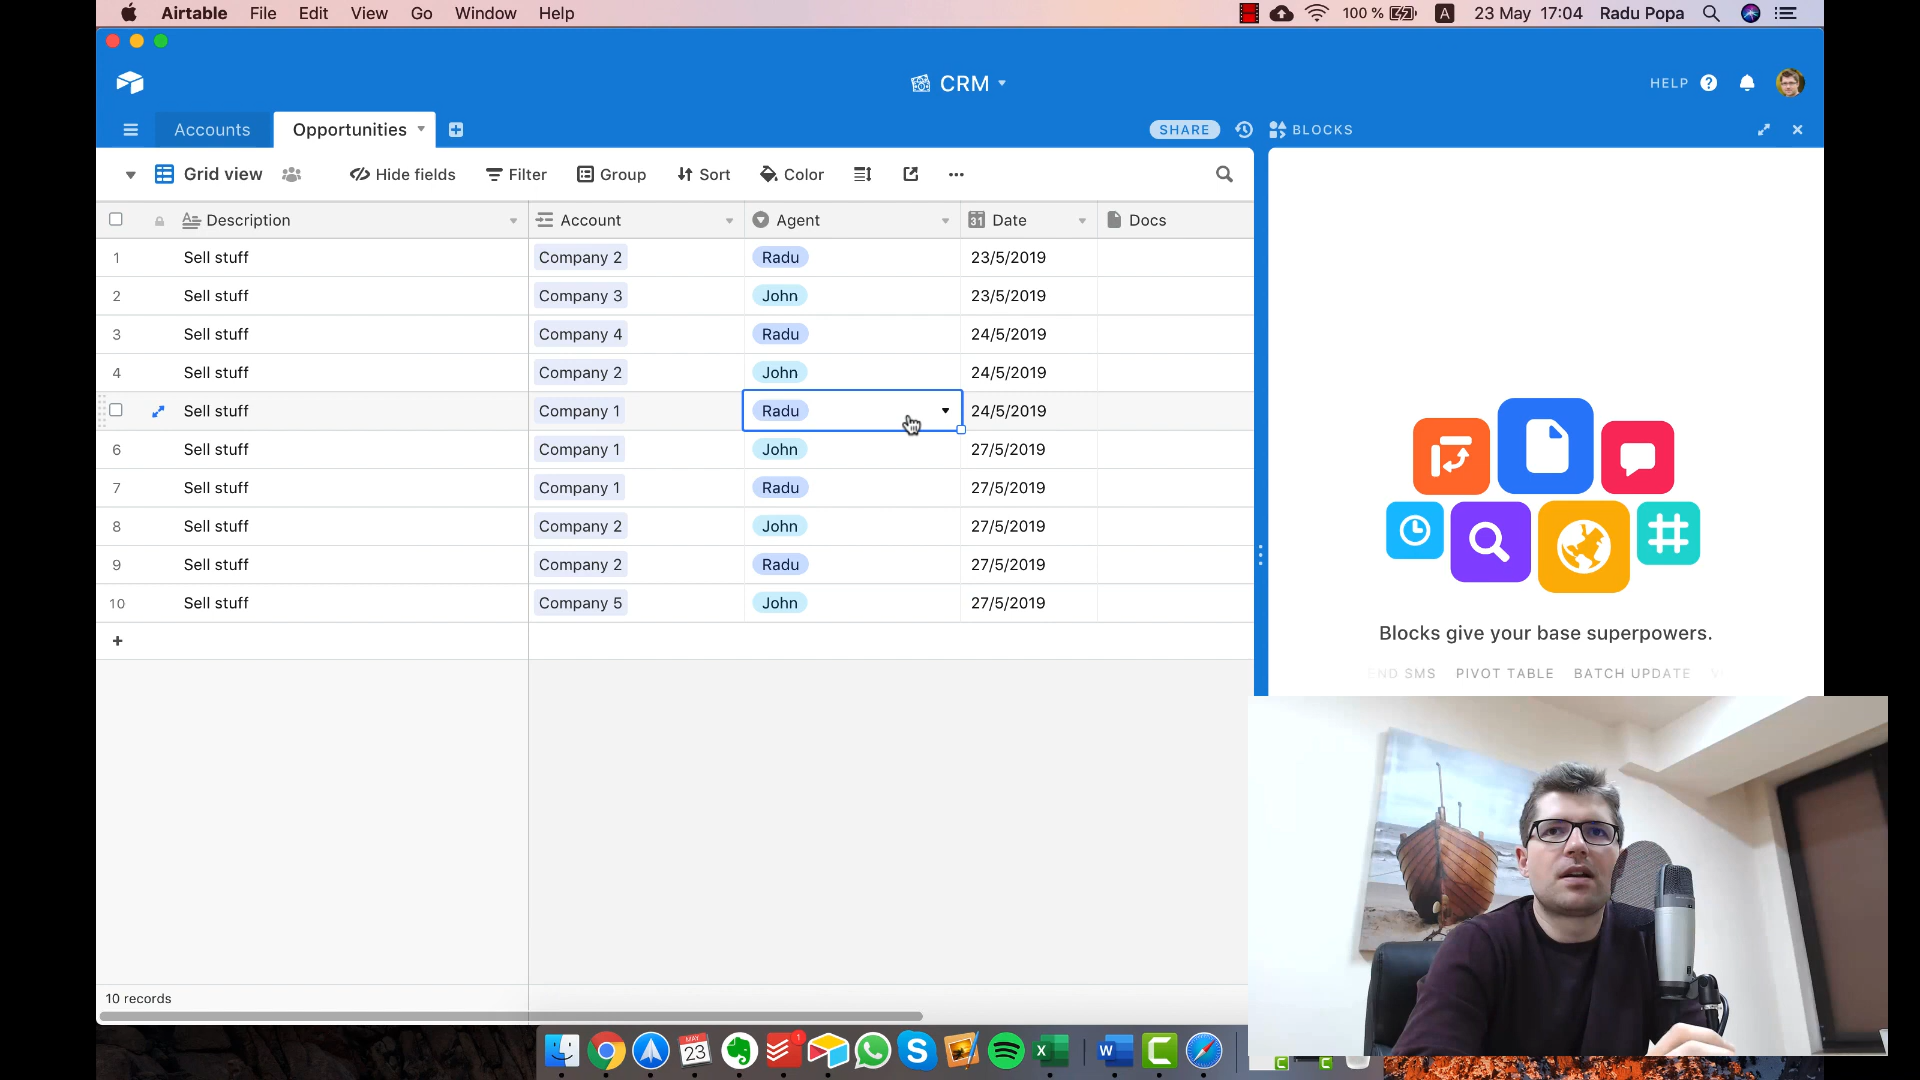 Airtable File Edit View Go Window Help
100 % A 23 May 17:04 Radu Popa
CRM
HELP ?
Accounts Opportunities SHARE BLOCKS
Grid view Hide fields Filter Group Sort Color
Description Account Agent 31 Date Docs
1 Sell stuff Company 2 Radu 23/5/2019
2 Sell stuff Company 3 John 23/5/2019
3 Sell stuff Company 4 Radu 24/5/2019
4 Sell stuff Company 2 John 24/5/2019
Sell stuff Company 1 Radu 24/5/2019
6 Sell stuff Company 1 John 27/5/2019
7 Sell stuff Company 1 Radu 27/5/2019
8 Sell stuff Company 2 John 27/5/2019
9 Sell stuff Company 2 Radu 27/5/2019
10 Sell stuff Company 5 John 27/5/2019
+
Blocks give your base superpowers.
END SMS PIVOT TABLE BATCH UPDATE
10 records
MAY
23
1
S
X
W
C